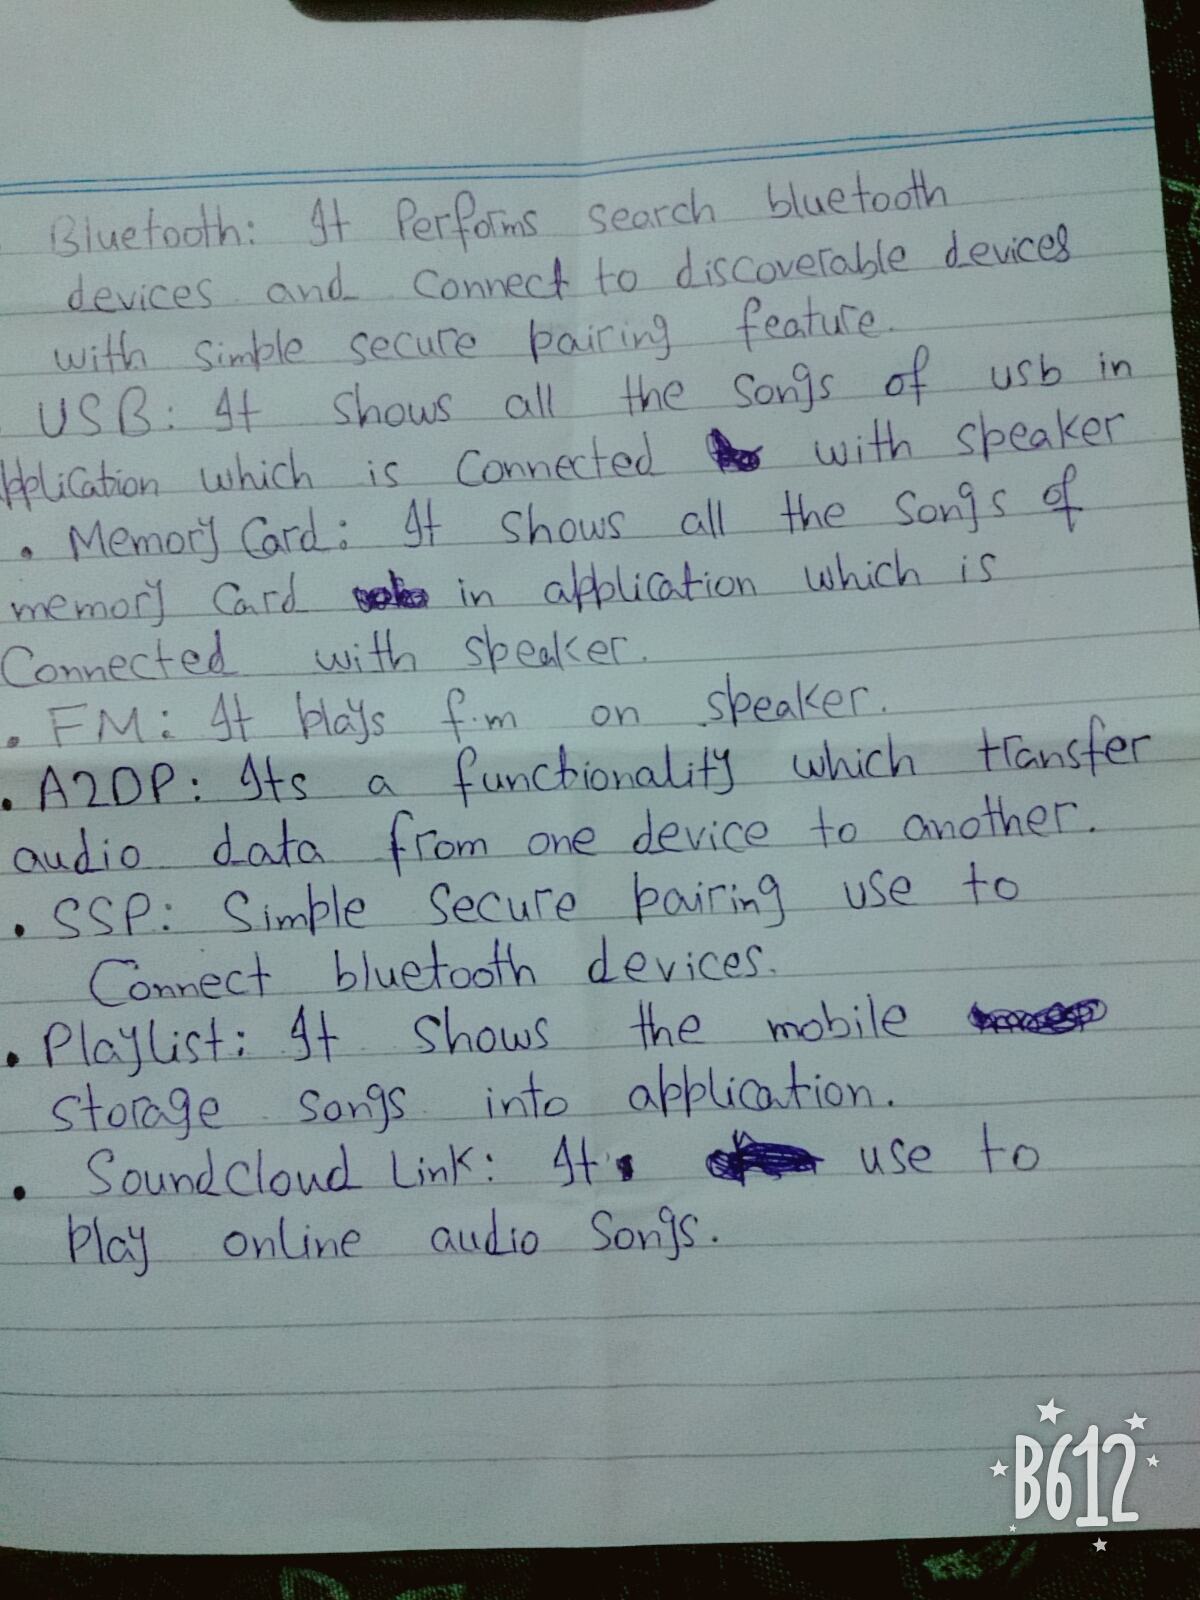 Bluetooth: It Performs search bluetooth
devices and Connect to discoverable devices
with simple secure pairing feature.
USB: It shows all the songs of usb in
application which is Connected with speaker
• Memory Card: It shows all the songs of
memory Card in application which is
Connected with speaker.
• FM: It plays f.m on speaker.
• A2DP: Its a functionality which transfer
audio data from one device to another.
• SSP: Simple Secure pairing use to
Connect bluetooth devices.
• Playlist: It shows the mobile
storage songs into application.
• SoundCloud Link: It use to
play online audio Songs.
B612